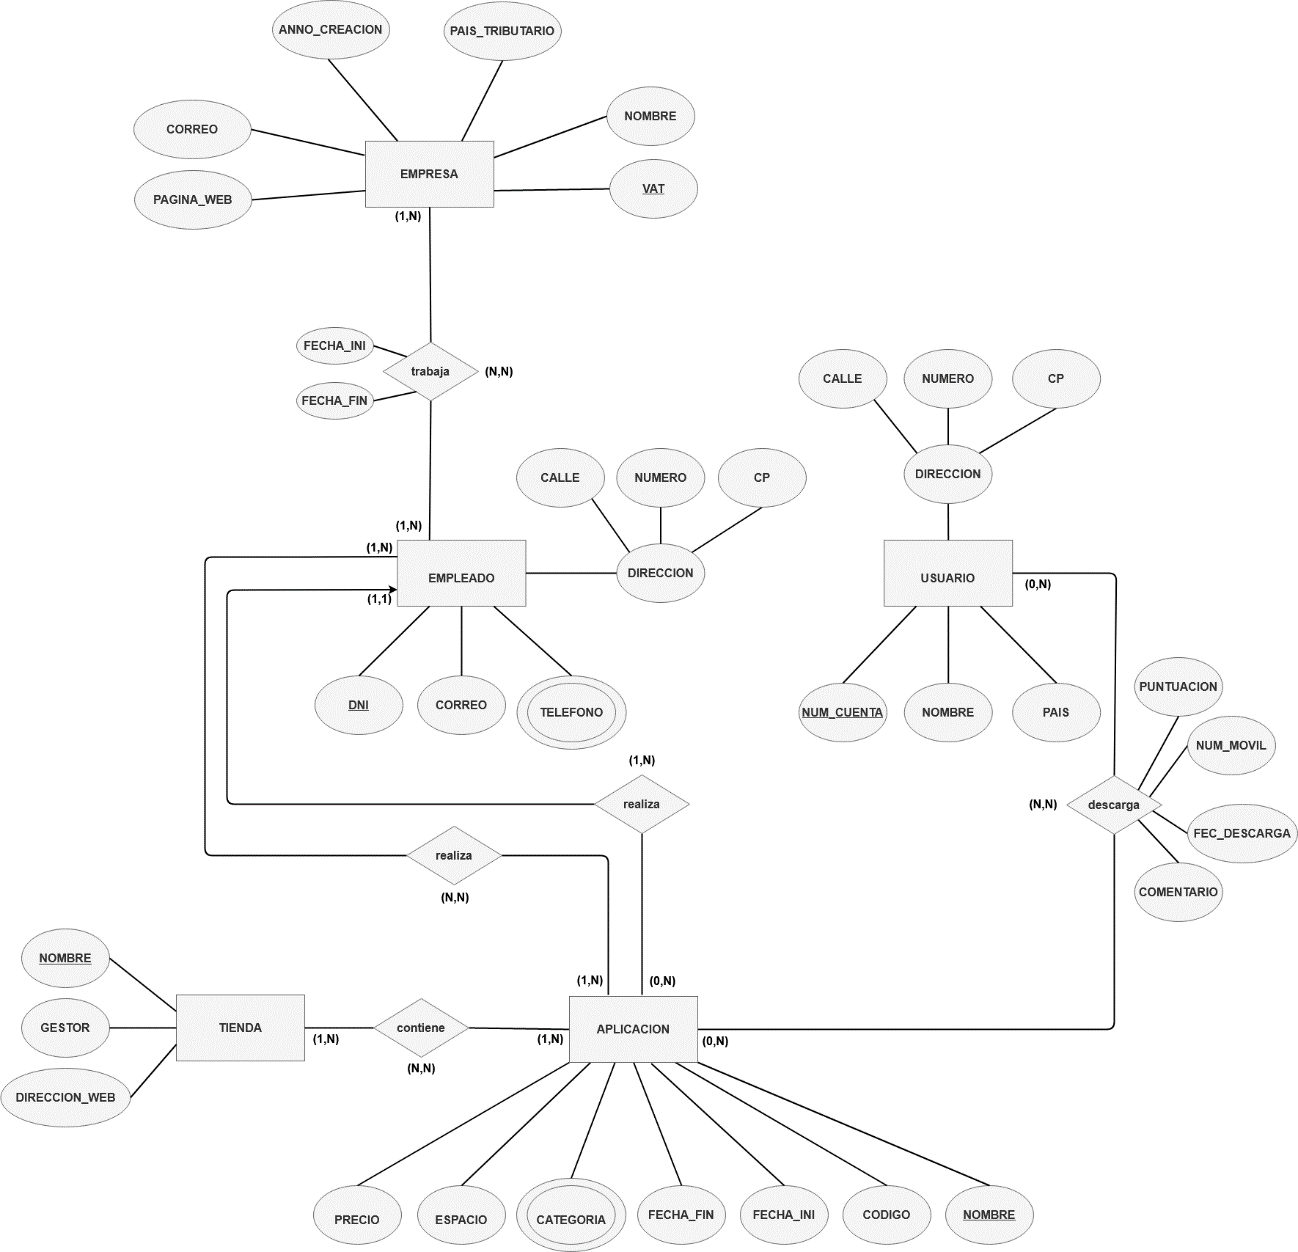 ANNO_CREACION
PAIS_TRIBUTARIO
CORREO
NOMBRE
EMPRESA
PAGINA_WEB
VAT
(1,N)
FECHA_INI
trabaja
(N,N)
FECHA_FIN
CALLE
NUMERO
CP
DIRECCION
CALLE
NUMERO
CP
(1,N)
(1,N)
EMPLEADO
DIRECCION
(1,1)
USUARIO
(0,N)
DNI
CORREO
TELEFONO
NUM_CUENTA
NOMBRE
PAIS
PUNTUACION
NUM_MOVIL
(1,N)
realiza
(N,N)
descarga
FEC_DESCARGA
COMENTARIO
realiza
(N,N)
NOMBRE
(1,N)
(0,N)
GESTOR
TIENDA
(1,N)
contiene
(N,N)
(1,N)
APLICACION
(0,N)
DIRECCION_WEB
PRECIO
ESPACIO
CATEGORIA
FECHA_FIN
FECHA_INI
CODIGO
NOMBRE